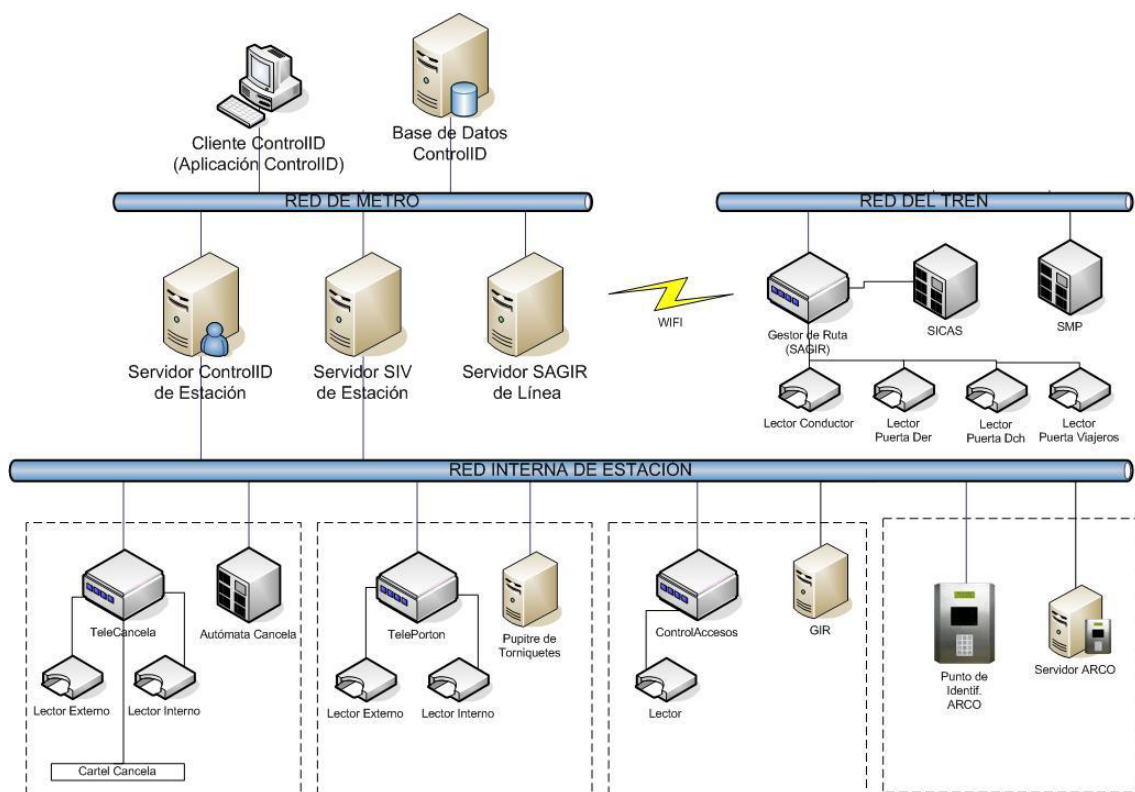 Cliente ControlID
(Aplicación ControlID)
Base de Datos
ControlID
RED DE METRO
RED DEL TREN
Servidor ControlID
de Estación
Servidor SIV
de Estación
Servidor SAGIR
de Línea
WIFI
Gestor de Ruta
(SAGIR)
SICAS
SMP
Lector Conductor
Lector
Puerta Der
Lector
Puerta Dch
Lector
Puerta Viajeros
RED INTERNA DE ESTACIÓN
TeleCancela
Autómata Cancela
Lector Externo
Lector Interno
Cartel Cancela
TelePorton
Pupitre de
Torniquetes
Lector Externo
Lector Interno
ControlAccesos
GIR
Lector
Punto de
Identif.
ARCO
Servidor ARCO